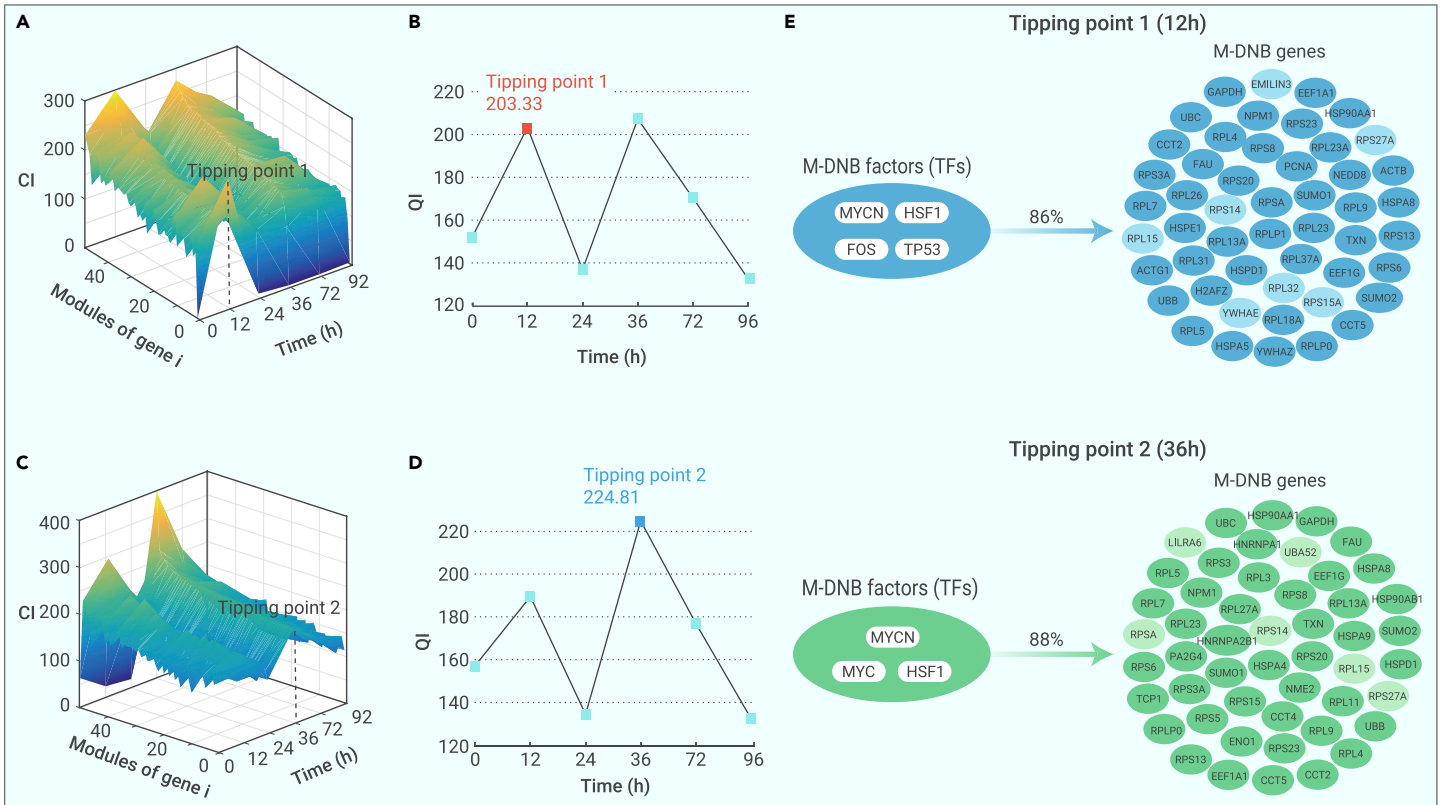 A
300
200
CI
100
0
Tipping point 1
40
20
0
Modules of gene i
0
12
24
36
72
92
Time (h)
B
Tipping point 1
203.33
220
200
180
160
140
120
QI
0 12 24 36 72 96
Time (h)
C
400
300
CI
200
100
0
Tipping point 2
40
20
0
Modules of gene i
0
12
24
36
72
92
Time (h)
D
Tipping point 2
224.81
220
200
180
160
140
120
QI
0 12 24 36 72 96
Time (h)
E
Tipping point 1 (12h)
M-DNB factors (TFs)
MYCN HSF1
FOS TP53
86%
M-DNB genes
EMILIN3
GAPDH
EEF1A1
UBC
NPM1
RPS23
HSP90AA1
CCT2
RPL4
RPS8
RPL23A
RPS27A
RPS3A
FAU
RPS20
PCNA
NEDD8
ACTB
RPL7
RPL26
RPS14
RPSA
SUMO1
RPL9
HSPA8
RPL15
HSPE1
RPL13A
RPLP1
RPL23
TXN
RPS13
ACTG1
RPL31
HSPD1
RPL37A
EEF1G
RPS6
UBB
H2AFZ
RPL32
RPS15A
SUMO2
RPL5
YWHAE
RPL18A
CCT5
HSPA5
YWHAZ
RPLP0
Tipping point 2 (36h)
M-DNB factors (TFs)
MYCN
MYC HSF1
88%
M-DNB genes
UBC
HSP90AA1
GAPDH
LILRA6
HNRNPA1
UBA52
FAU
RPL5
RPS3
RPL3
EEF1G
HSPA8
RPL7
NPM1
RPL27A
RPS8
RPL13A
HSP90AB1
RPSA
RPL23
HNRNPA2B1
RPS14
TXN
HSPA9
SUMO2
RPS6
PA2G4
SUMO1
HSPA4
RPS20
RPL15
HSPD1
TCP1
RPS3A
RPS15
NME2
RPL11
RPS27A
RPLP0
RPS5
CCT4
RPL9
UBB
RPS13
ENO1
RPS23
RPL4
EEF1A1
CCT5
CCT2